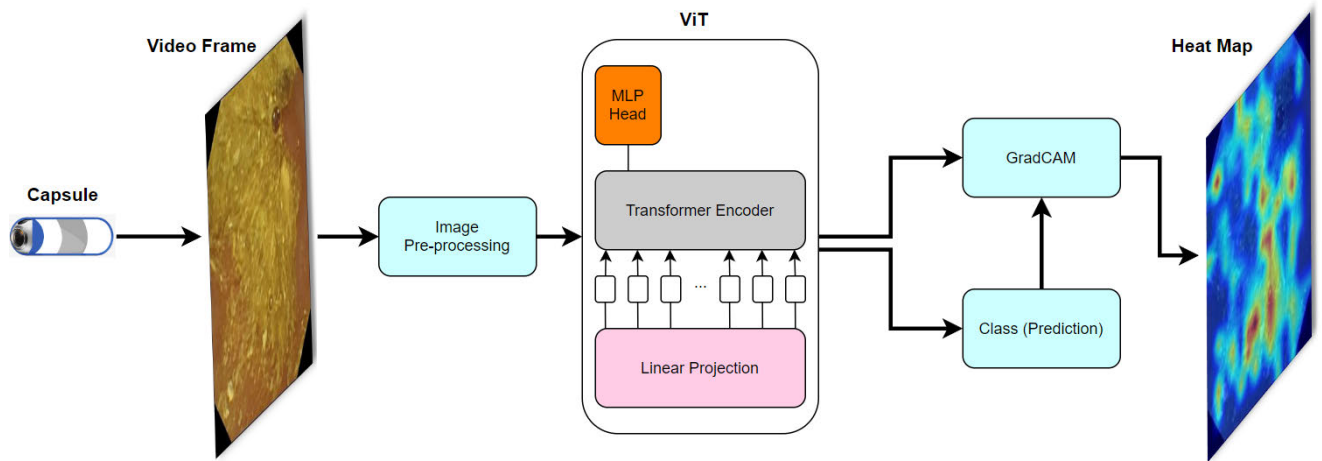 ViT
Video Frame
Heat Map
MLP
Head
GradCAM
Capsule
Transformer Encoder
Image
Pre-processing
...
Class (Prediction)
Linear Projection